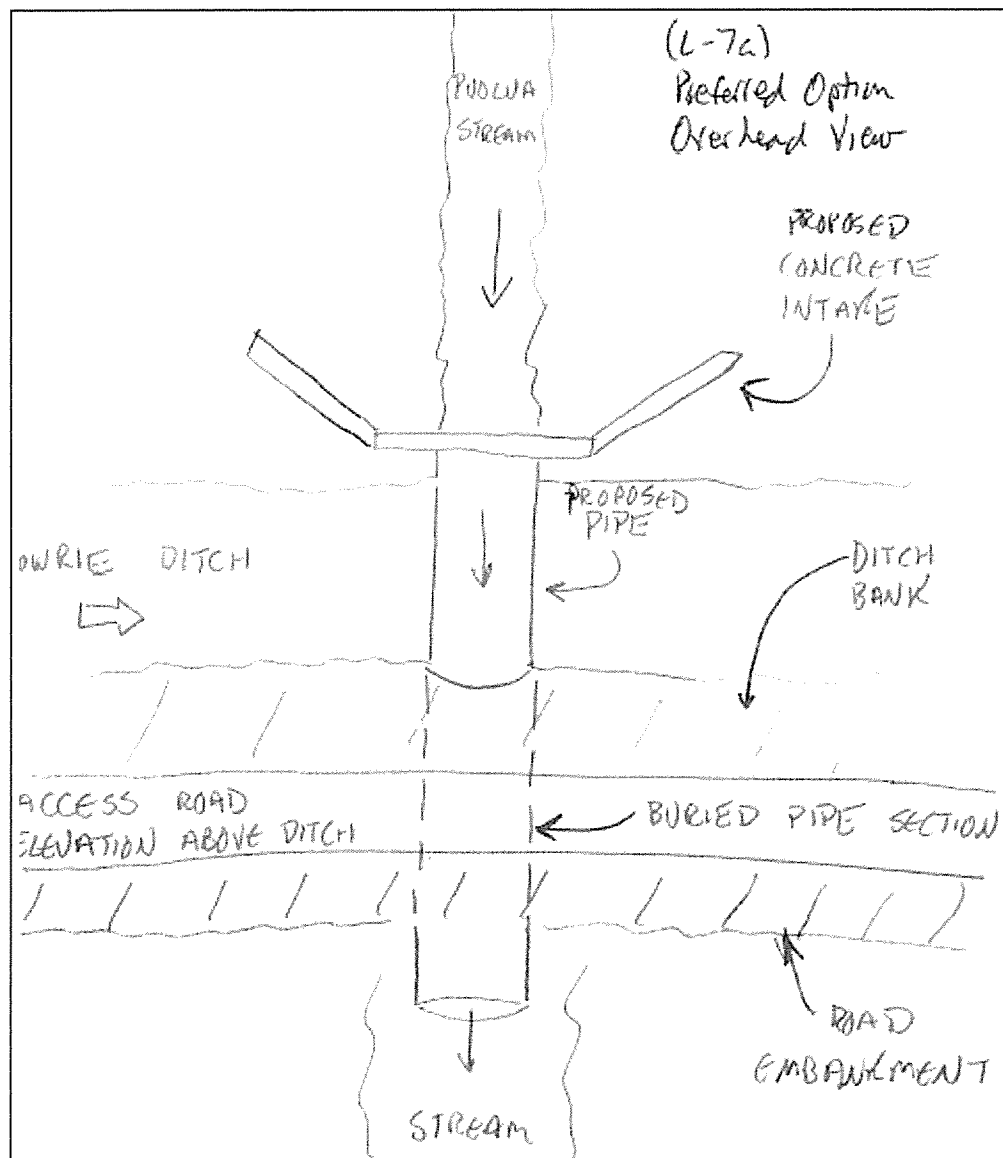 (L-7a)
Preferred Option
Overhead View
PUOLUA
STREAM
PROPOSED
CONCRETE
INTAKE
PROPOSED
PIPE
OWRIE DITCH
DITCH
BANK
ACCESS ROAD
ELEVATION ABOVE DITCH
BURIED PIPE SECTION
ROAD
EMBANKMENT
STREAM